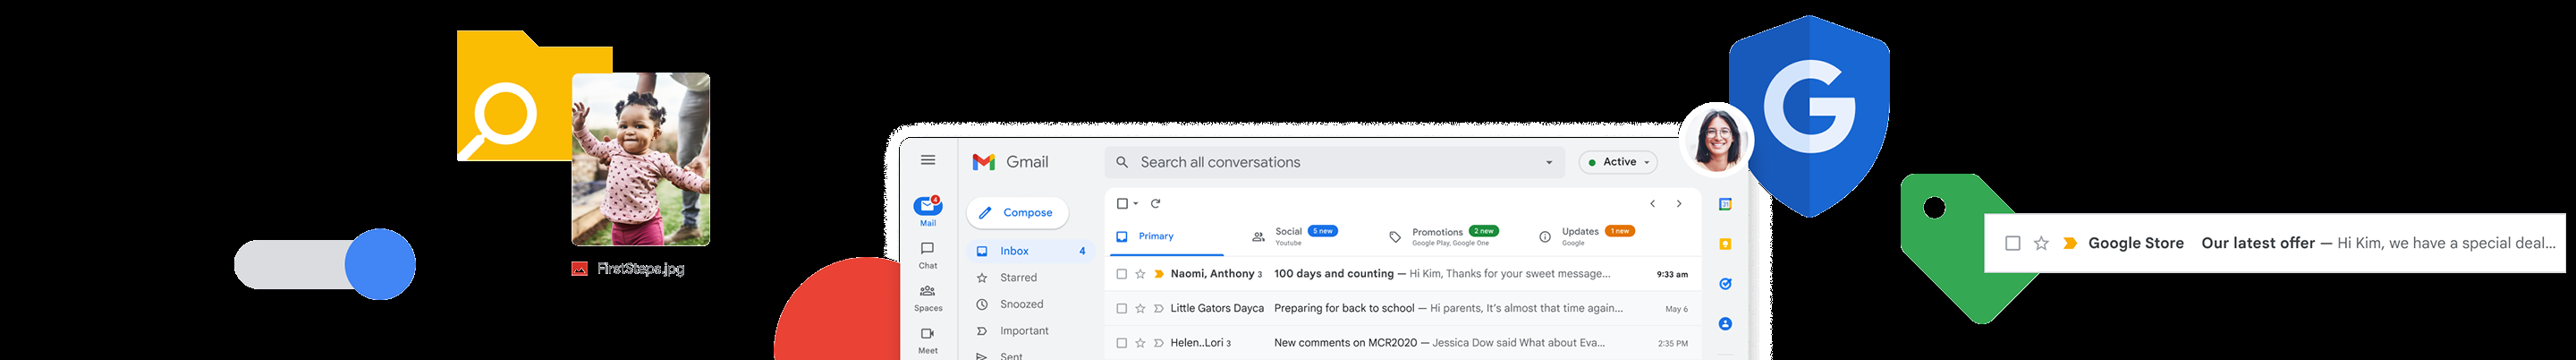 FirstSteps.jpg
Gmail
Search all conversations
Active
4
Mail
Chat
Spaces
Meet
Compose
Inbox 4
Starred
Snoozed
Important
Sent
Primary
Social 5 new
Youtube
Promotions 2 new
Google Play, Google One
Updates 1 new
Google
Naomi, Anthony 3 100 days and counting — Hi Kim, Thanks for your sweet message... 9:33 am
Little Gators Dayca Preparing for back to school — Hi parents, It's almost that time again... May 6
Helen..Lori 3 New comments on MCR2020 — Jessica Dow said What about Eva... 2:35 PM
31
G
Google Store Our latest offer — Hi Kim, we have a special deal...